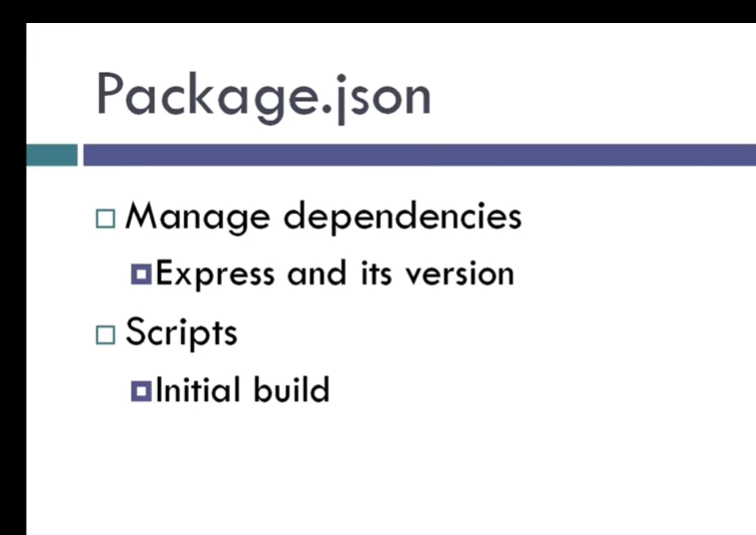 Package.json
Manage dependencies
Express and its version
Scripts
Initial build